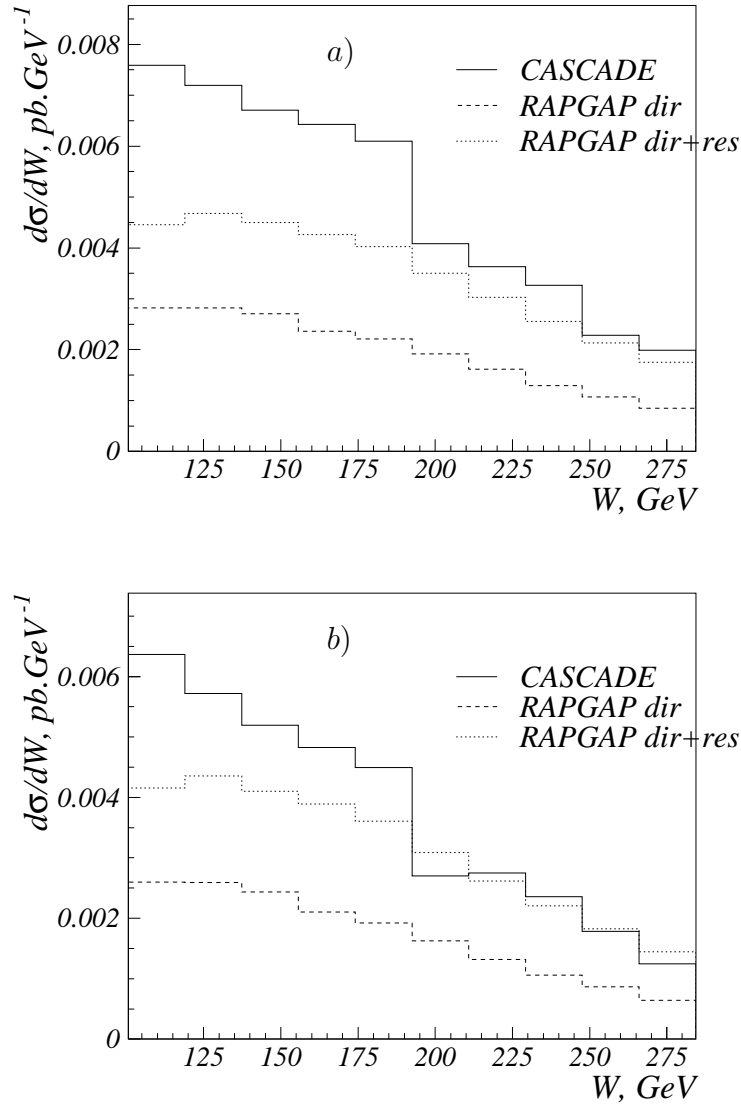 a)
CASCADE
RAPGAP dir
RAPGAP dir+res
dσ/dW, pb.GeV⁻¹
0.008
0.006
0.004
0.002
0
125 150 175 200 225 250 275
W, GeV
b)
CASCADE
RAPGAP dir
RAPGAP dir+res
dσ/dW, pb.GeV⁻¹
0.006
0.004
0.002
0
125 150 175 200 225 250 275
W, GeV